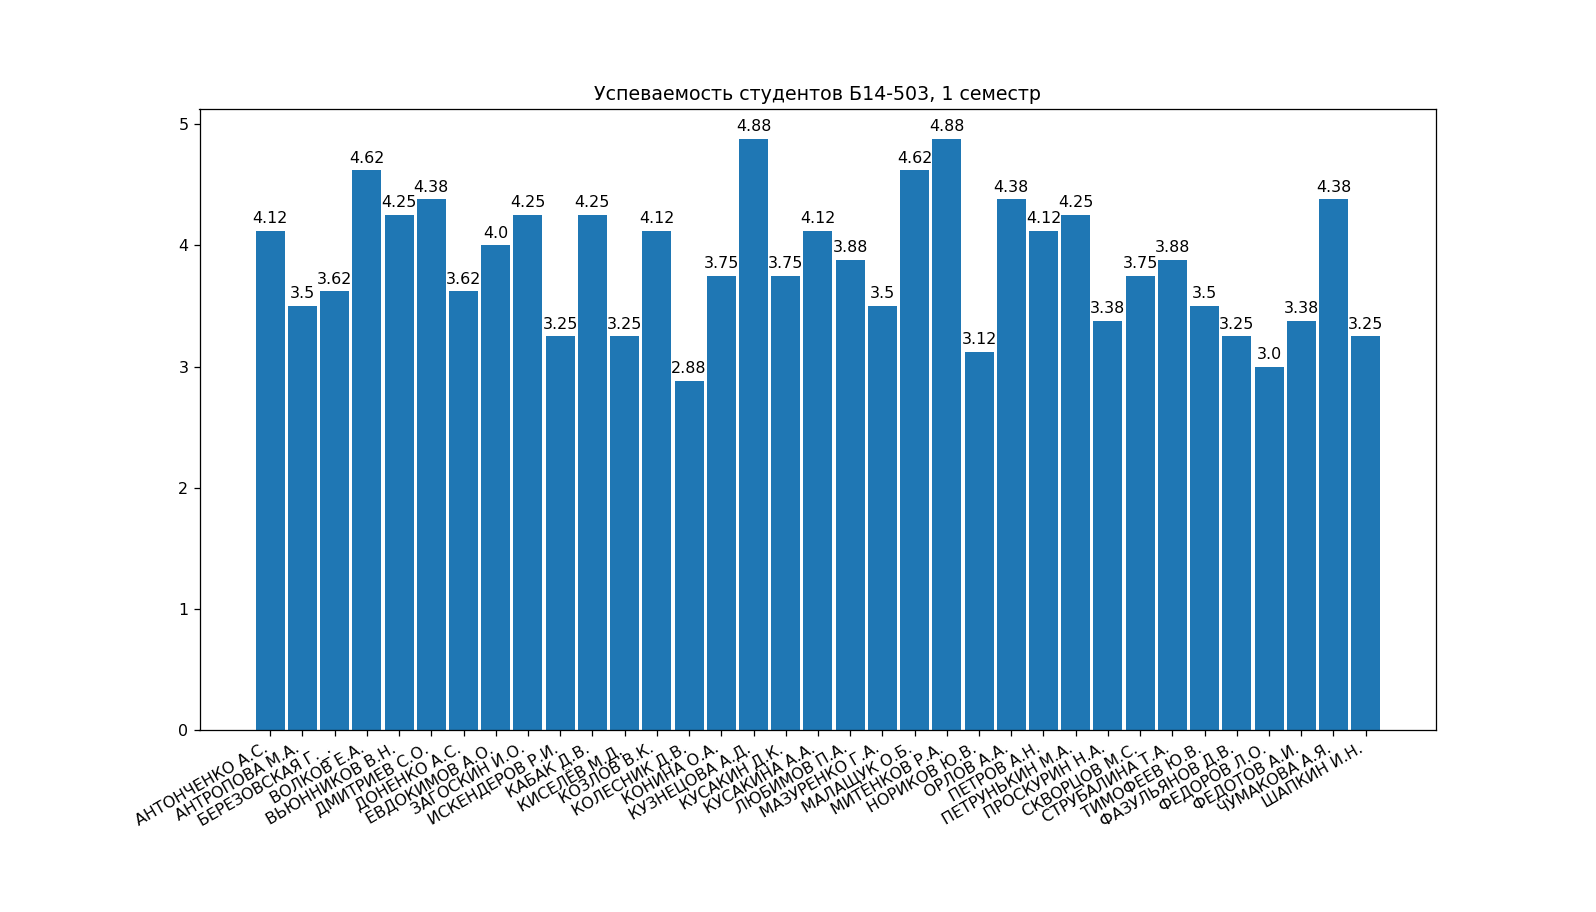 Успеваемость студентов Б14-503, 1 семестр
5
4
3
2
1
0
4.12
3.5
3.62
4.62
4.25
4.38
3.62
4.0
4.25
3.25
4.25
3.25
4.12
2.88
3.75
4.88
3.75
4.12
3.88
3.5
4.62
4.88
3.12
4.38
4.12
4.25
3.38
3.75
3.88
3.5
3.25
3.0
3.38
4.38
3.25
АНТОНЧЕНКО А.С.
АНТРОПОВА М.А.
БЕРЕЗОВСКАЯ Г. .
ВОЛКОВ Е.А.
ВЬЮННИКОВ В.Н.
ДМИТРИЕВ С.О.
ДОНЕНКО А.С.
ЕВДОКИМОВ А.О.
ЗАГОСКИН И.О.
ИСКЕНДЕРОВ Р.И.
КАБАК Д.В.
КИСЕЛЁВ М.Д.
КОЗЛОВ В.К.
КОЛЕСНИК Д.В.
КОНИНА О.А.
КУЗНЕЦОВА А.Д.
КУСАКИН Д.К.
КУСАКИНА А.А.
ЛЮБИМОВ П.А.
МАЗУРЕНКО Г.А.
МАЛАЩУК О.Б.
МИТЕНКОВ Р.А.
НОРИКОВ Ю.В.
ОРЛОВ А.А.
ПЕТРОВ А.Н.
ПЕТРУНЬКИН М.А.
ПРОСКУРИН Н.А.
СКВОРЦОВ М.С.
СТРУБАЛИНА Т.А.
ТИМОФЕЕВ Ю.В.
ФАЗУЛЬЯНОВ Д.В.
ФЕДОРОВ Л.О.
ФЕДОТОВ А.И.
ЧУМАКОВА А.Я.
ШАПКИН И.Н.